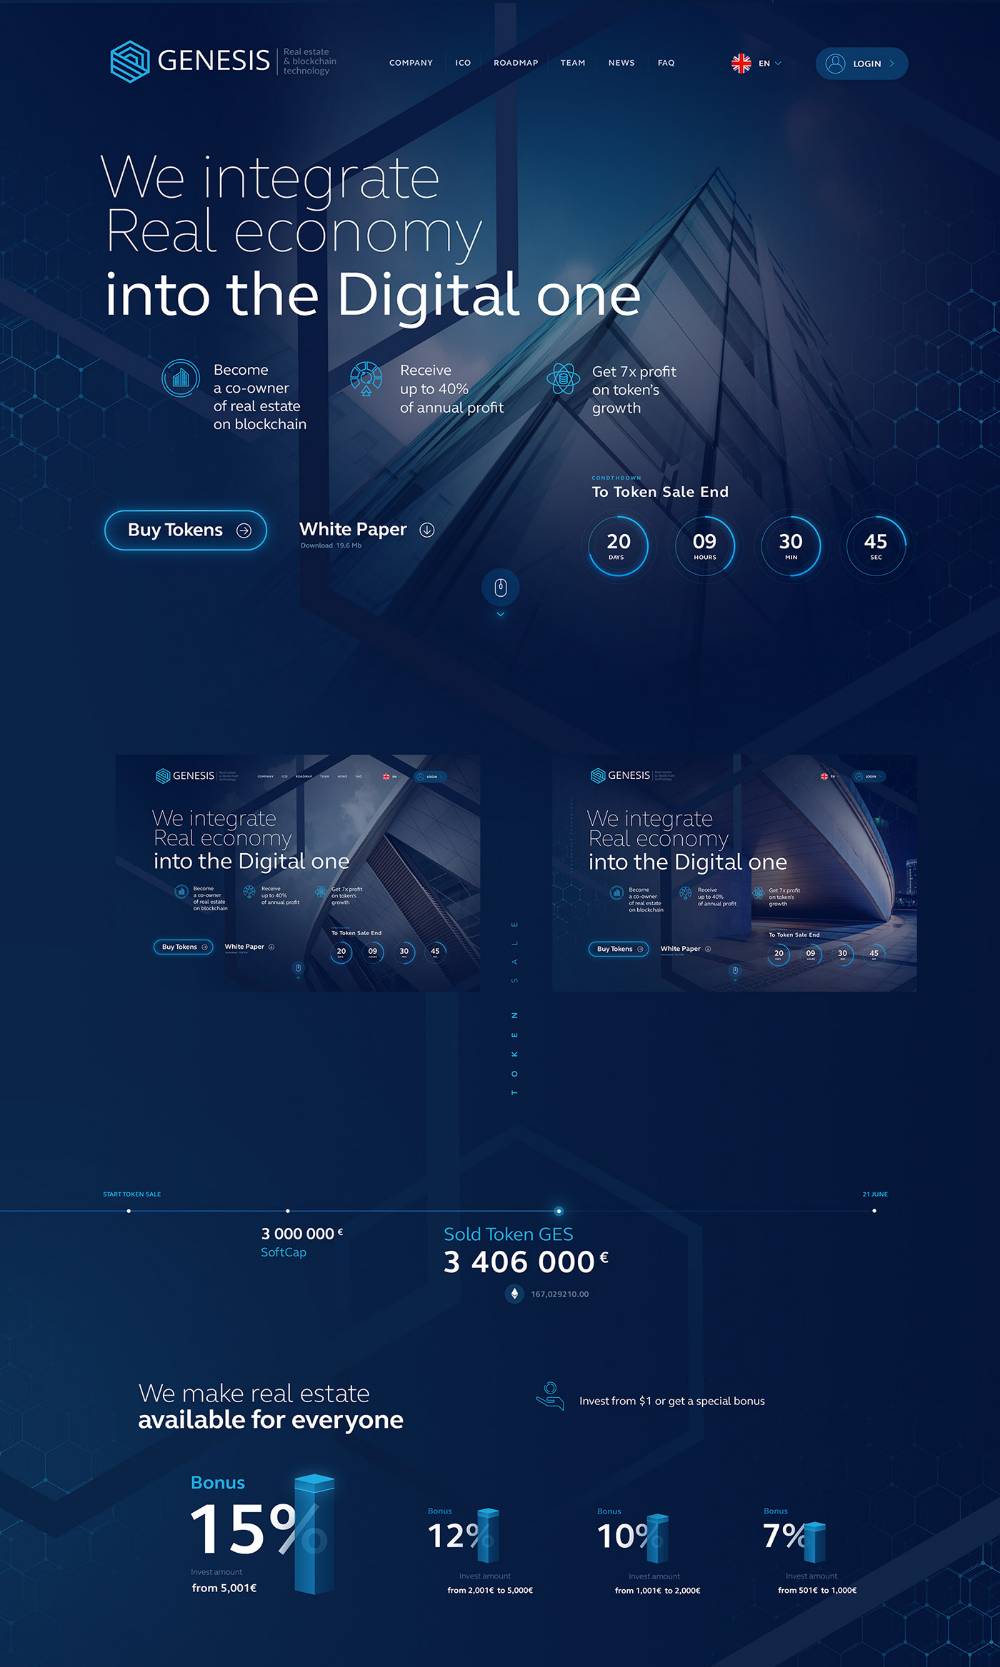 GENESIS
Real estate
& blockchain
technology
COMPANY
ICO
ROADMAP
TEAM
NEWS
FAQ
EN
LOGIN
We integrate
Real economy
into the Digital one
Become
a co-owner
of real estate
on blockchain
Receive
up to 40%
of annual profit
Get 7x profit
on token's
growth
To Token Sale End
Buy Tokens
White Paper
Download 19.6 Mb
20
DAYS
09
HOURS
30
MIN
45
SEC
GENESIS
COMPANY
ICO
ROADMAP
TEAM
NEWS
FAQ
EN
LOGIN
We integrate
Real economy
into the Digital one
Become
a co-owner
of real estate
on blockchain
Receive
up to 40%
of annual profit
Get 7x profit
on token's
growth
To Token Sale End
Buy Tokens
White Paper
20
09
30
45
GENESIS
EN
LOGIN
We integrate
Real economy
into the Digital one
Become
a co-owner
of real estate
on blockchain
Receive
up to 40%
of annual profit
Get 7x profit
on token's
growth
To Token Sale End
Buy Tokens
White Paper
20
09
30
45
TOKEN SALE
START TOKEN SALE
21 JUNE
3 000 000 €
SoftCap
Sold Token GES
3 406 000 €
167,029210.00
We make real estate
available for everyone
Invest from $1 or get a special bonus
Bonus
15%
Invest amount
from 5,001€
Bonus
12%
Invest amount
from 2,001€ to 5,000€
Bonus
10%
Invest amount
from 1,001€ to 2,000€
Bonus
7%
Invest amount
from 501€ to 1,000€